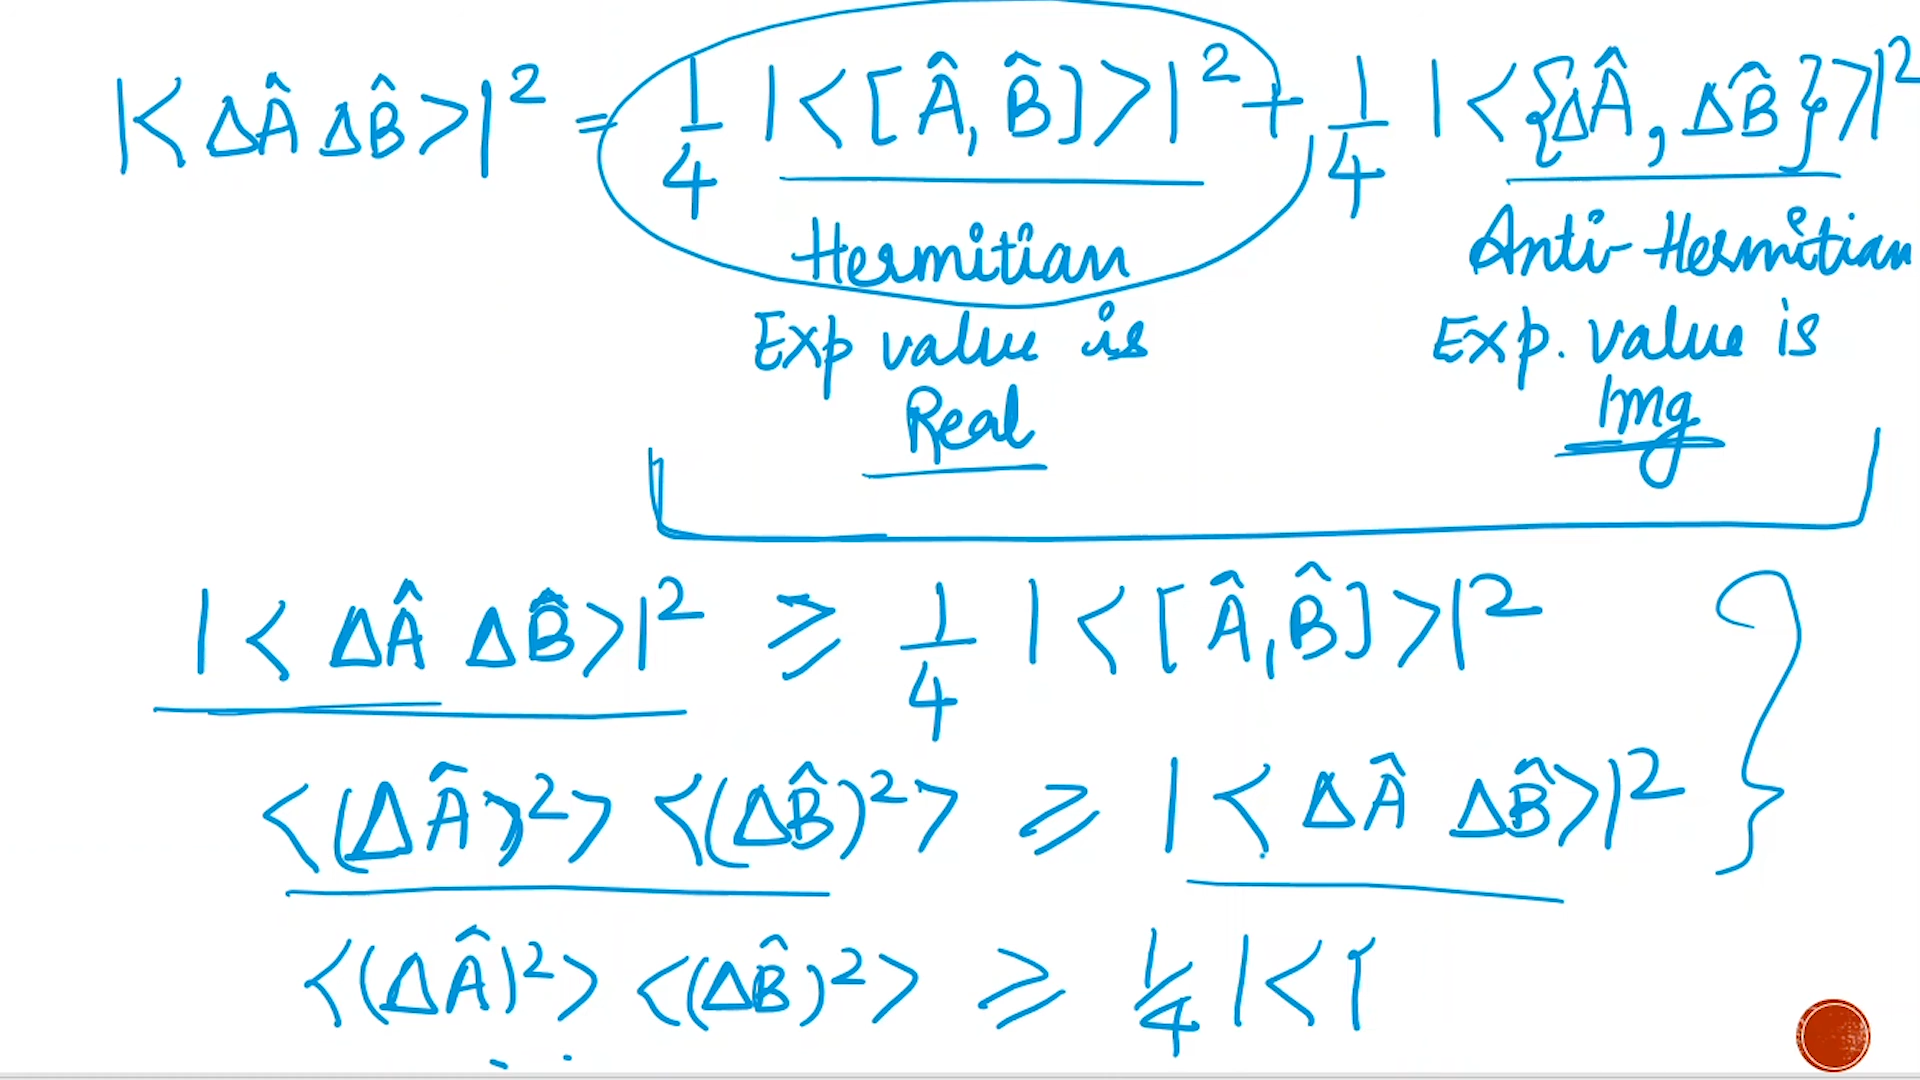 |<ΔÂ ΔB̂>|² = 1/4 |<[Â, B̂]>|² + 1/4 |<{ΔÂ, ΔB̂}>|²
Hermitian Anti-Hermitian
Exp value is Exp. value is
Real Img
|<ΔÂ ΔB̂>|² ≥ 1/4 |<[Â, B̂]>|²
<(ΔÂ)²> <(ΔB̂)²> ≥ |<ΔÂ ΔB̂>|²
<(ΔÂ)²> <(ΔB̂)²> ≥ 1/4 |<[